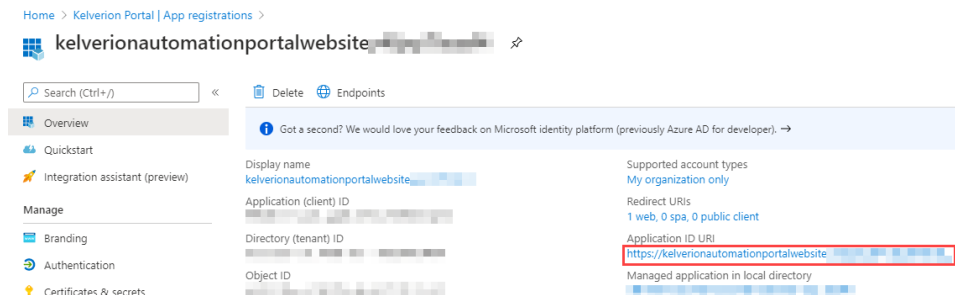 Home > Kelverion Portal | App registrations >
kelverionautomationportalwebsite
Search (Ctrl+/)
«
Delete
Endpoints
Overview
Got a second? We would love your feedback on Microsoft identity platform (previously Azure AD for developer). →
Quickstart
Integration assistant (preview)
Manage
Branding
Authentication
Certificates & secrets
Display name
kelverionautomationportalwebsite
Application (client) ID
Directory (tenant) ID
Object ID
Supported account types
My organization only
Redirect URIs
1 web, 0 spa, 0 public client
Application ID URI
https://kelverionautomationportalwebsite
Managed application in local directory